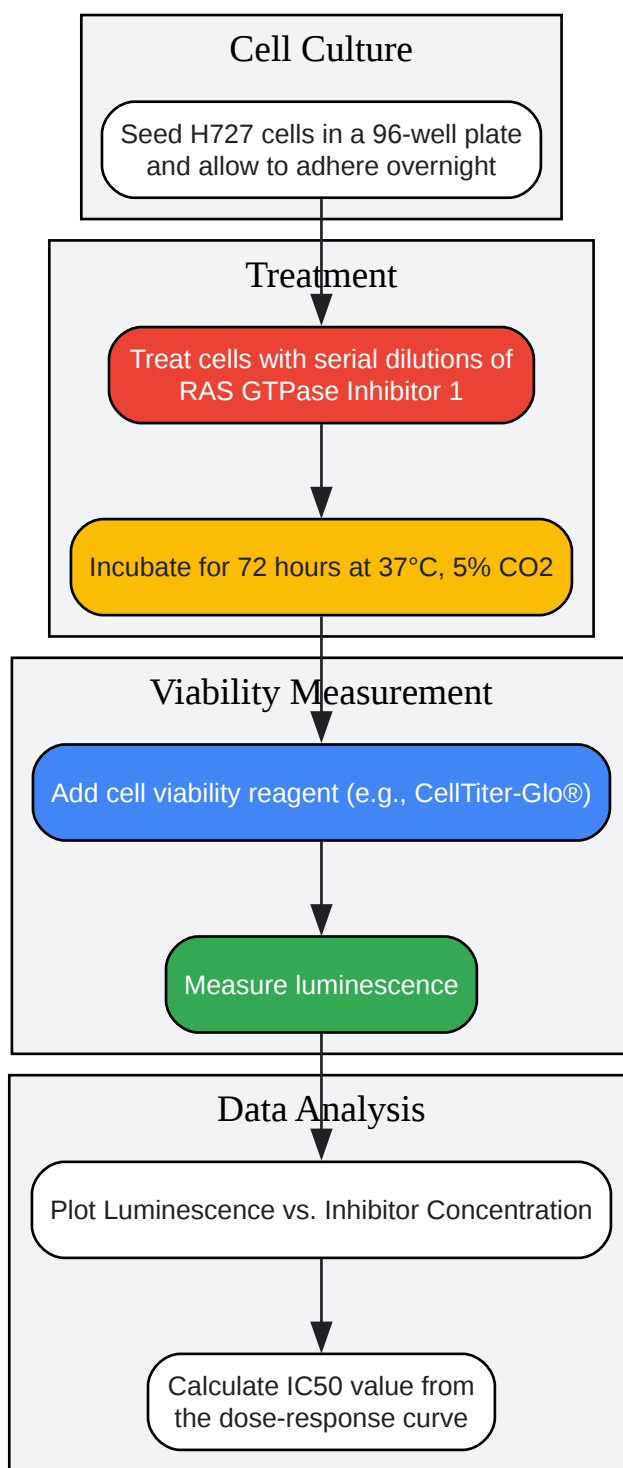 Cell Culture
Seed H727 cells in a 96-well plate
and allow to adhere overnight
Treatment
Treat cells with serial dilutions of
RAS GTPase Inhibitor 1
Incubate for 72 hours at 37°C, 5% CO2
Viability Measurement
Add cell viability reagent (e.g., CellTiter-Glo®)
Measure luminescence
Data Analysis
Plot Luminescence vs. Inhibitor Concentration
Calculate IC50 value from
the dose-response curve